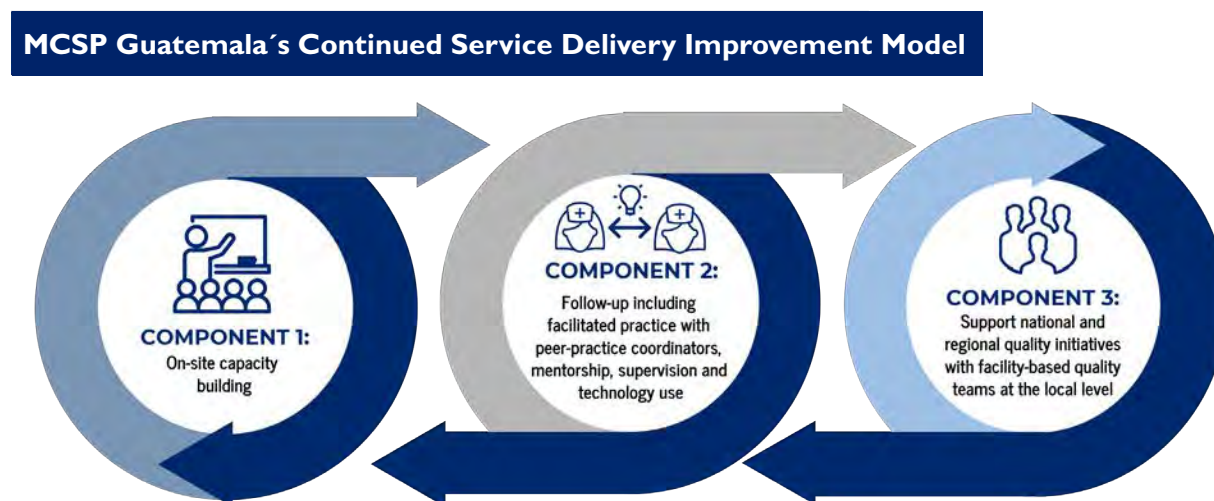 MCSP Guatemala´s Continued Service Delivery Improvement Model
COMPONENT 1:
On-site capacity
building
COMPONENT 2:
Follow-up including
facilitated practice with
peer-practice coordinators,
mentorship, supervision and
technology use
COMPONENT 3:
Support national and
regional quality initiatives
with facility-based quality
teams at the local level